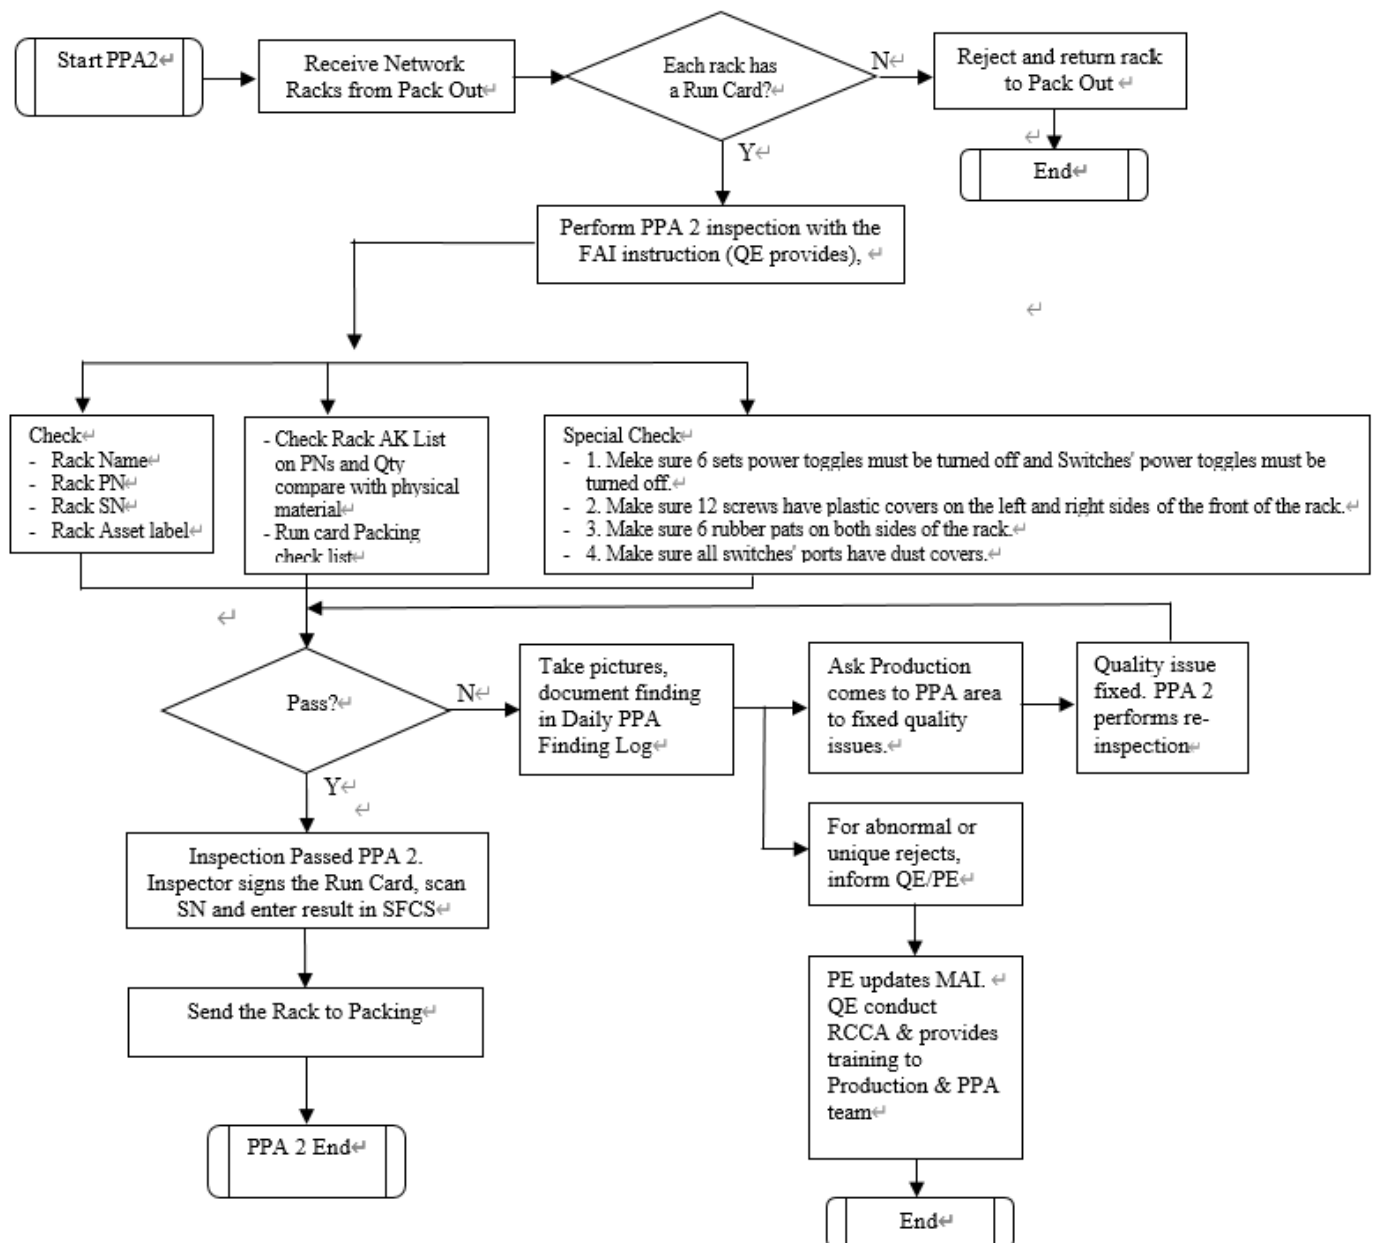 Start PPA2↵
Receive Network
Racks from Pack Out↵
Each rack has
a Run Card?↵
N↵
Reject and return rack
to Pack Out ↵
↵
End↵
Y↵
Perform PPA 2 inspection with the
FAI instruction (QE provides), ↵
↵
Check↵
- Rack Name↵
- Rack PN↵
- Rack SN↵
- Rack Asset label↵
- Check Rack AK List
on PNs and Qty
compare with physical
material↵
- Run card Packing
check list↵
Special Check↵
- 1. Meke sure 6 sets power toggles must be turned off and Switches' power toggles must be
turned off.↵
- 2. Make sure 12 screws have plastic covers on the left and right sides of the front of the rack.↵
- 3. Make sure 6 rubber pats on both sides of the rack.↵
- 4. Make sure all switches' ports have dust covers.↵
↵
Pass?↵
N↵
Take pictures,
document finding
in Daily PPA
Finding Log↵
Ask Production
comes to PPA area
to fixed quality
issues.↵
Quality issue
fixed. PPA 2
performs re-
inspection↵
Y↵
↵
Inspection Passed PPA 2.
Inspector signs the Run Card, scan
SN and enter result in SFCS↵
For abnormal or
unique rejects,
inform QE/PE↵
Send the Rack to Packing↵
PE updates MAI. ↵
QE conduct
RCCA & provides
training to
Production & PPA
team↵
PPA 2 End↵
End↵